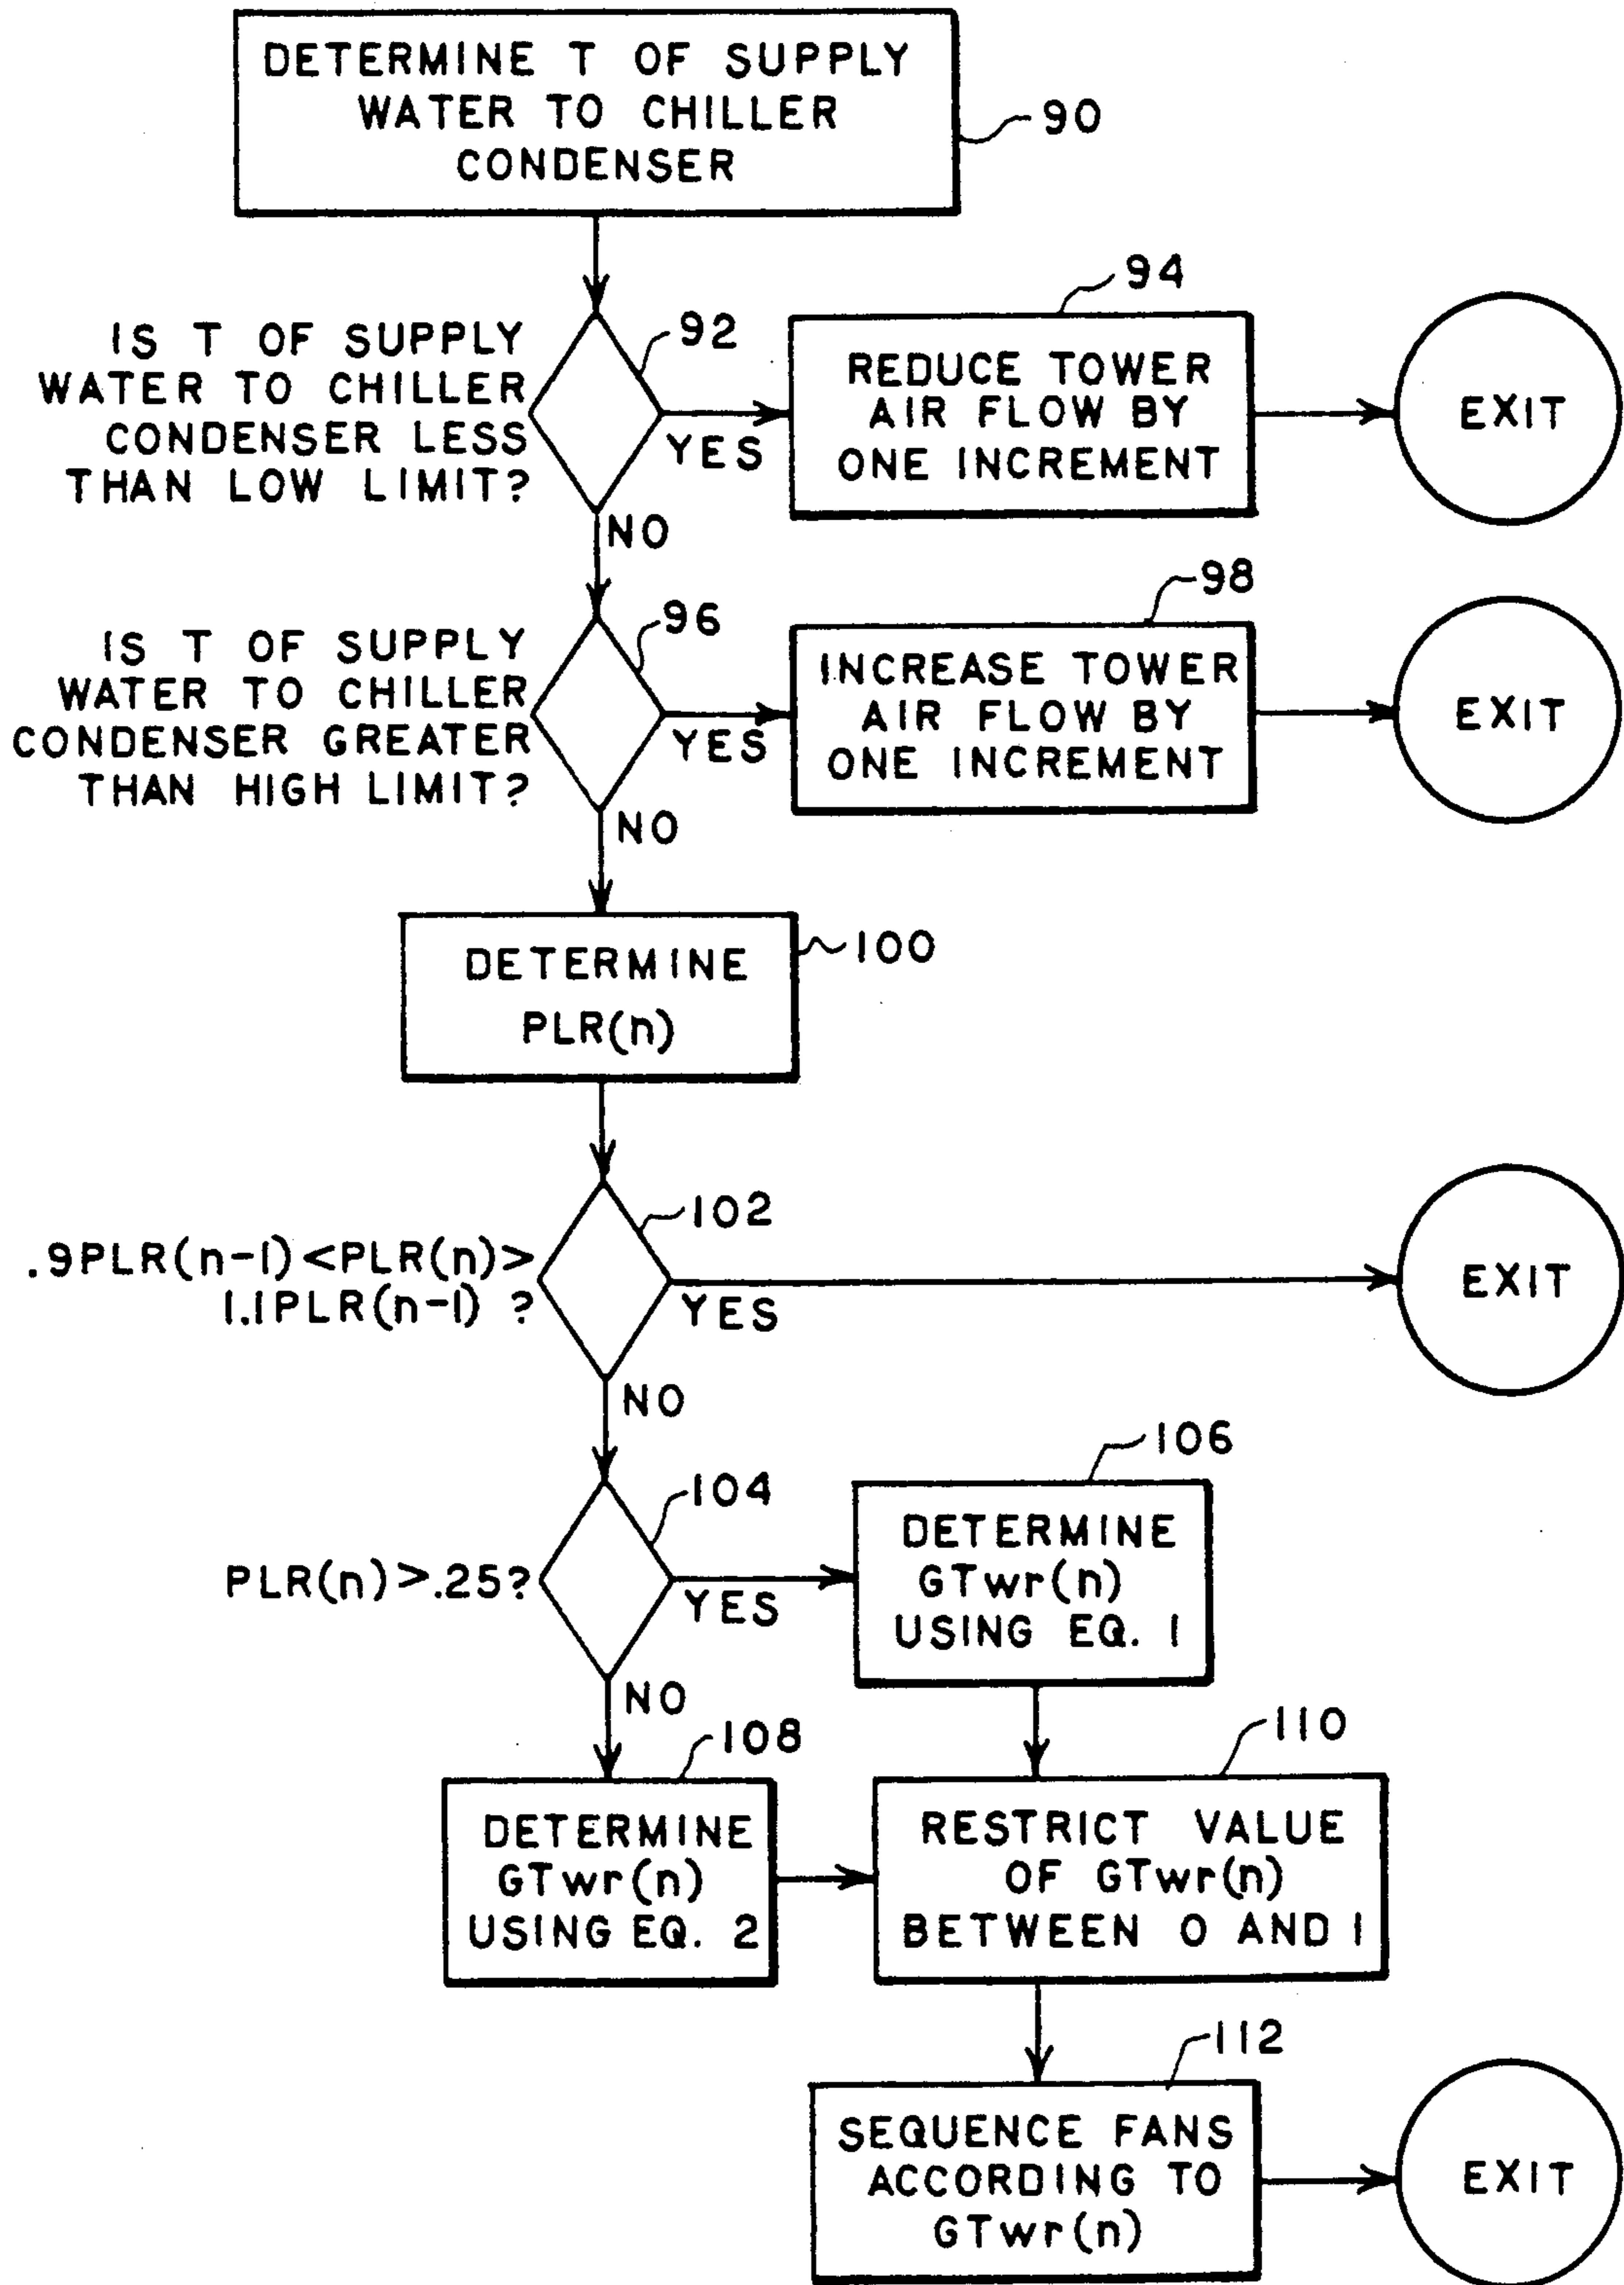 DETERMINE T OF SUPPLY
WATER TO CHILLER
CONDENSER
90
IS T OF SUPPLY
WATER TO CHILLER
CONDENSER LESS
THAN LOW LIMIT?
92
YES
NO
94
REDUCE TOWER
AIR FLOW BY
ONE INCREMENT
EXIT
IS T OF SUPPLY
WATER TO CHILLER
CONDENSER GREATER
THAN HIGH LIMIT?
96
YES
NO
98
INCREASE TOWER
AIR FLOW BY
ONE INCREMENT
EXIT
DETERMINE
PLR(n)
100
.9PLR(n-1)<PLR(n)>
1.1PLR(n-1) ?
102
YES
NO
EXIT
PLR(n)>.25?
104
YES
NO
106
DETERMINE
GTwr(n)
USING EQ. 1
108
DETERMINE
GTwr(n)
USING EQ. 2
110
RESTRICT VALUE
OF GTwr(n)
BETWEEN 0 AND 1
112
SEQUENCE FANS
ACCORDING TO
GTwr(n)
EXIT